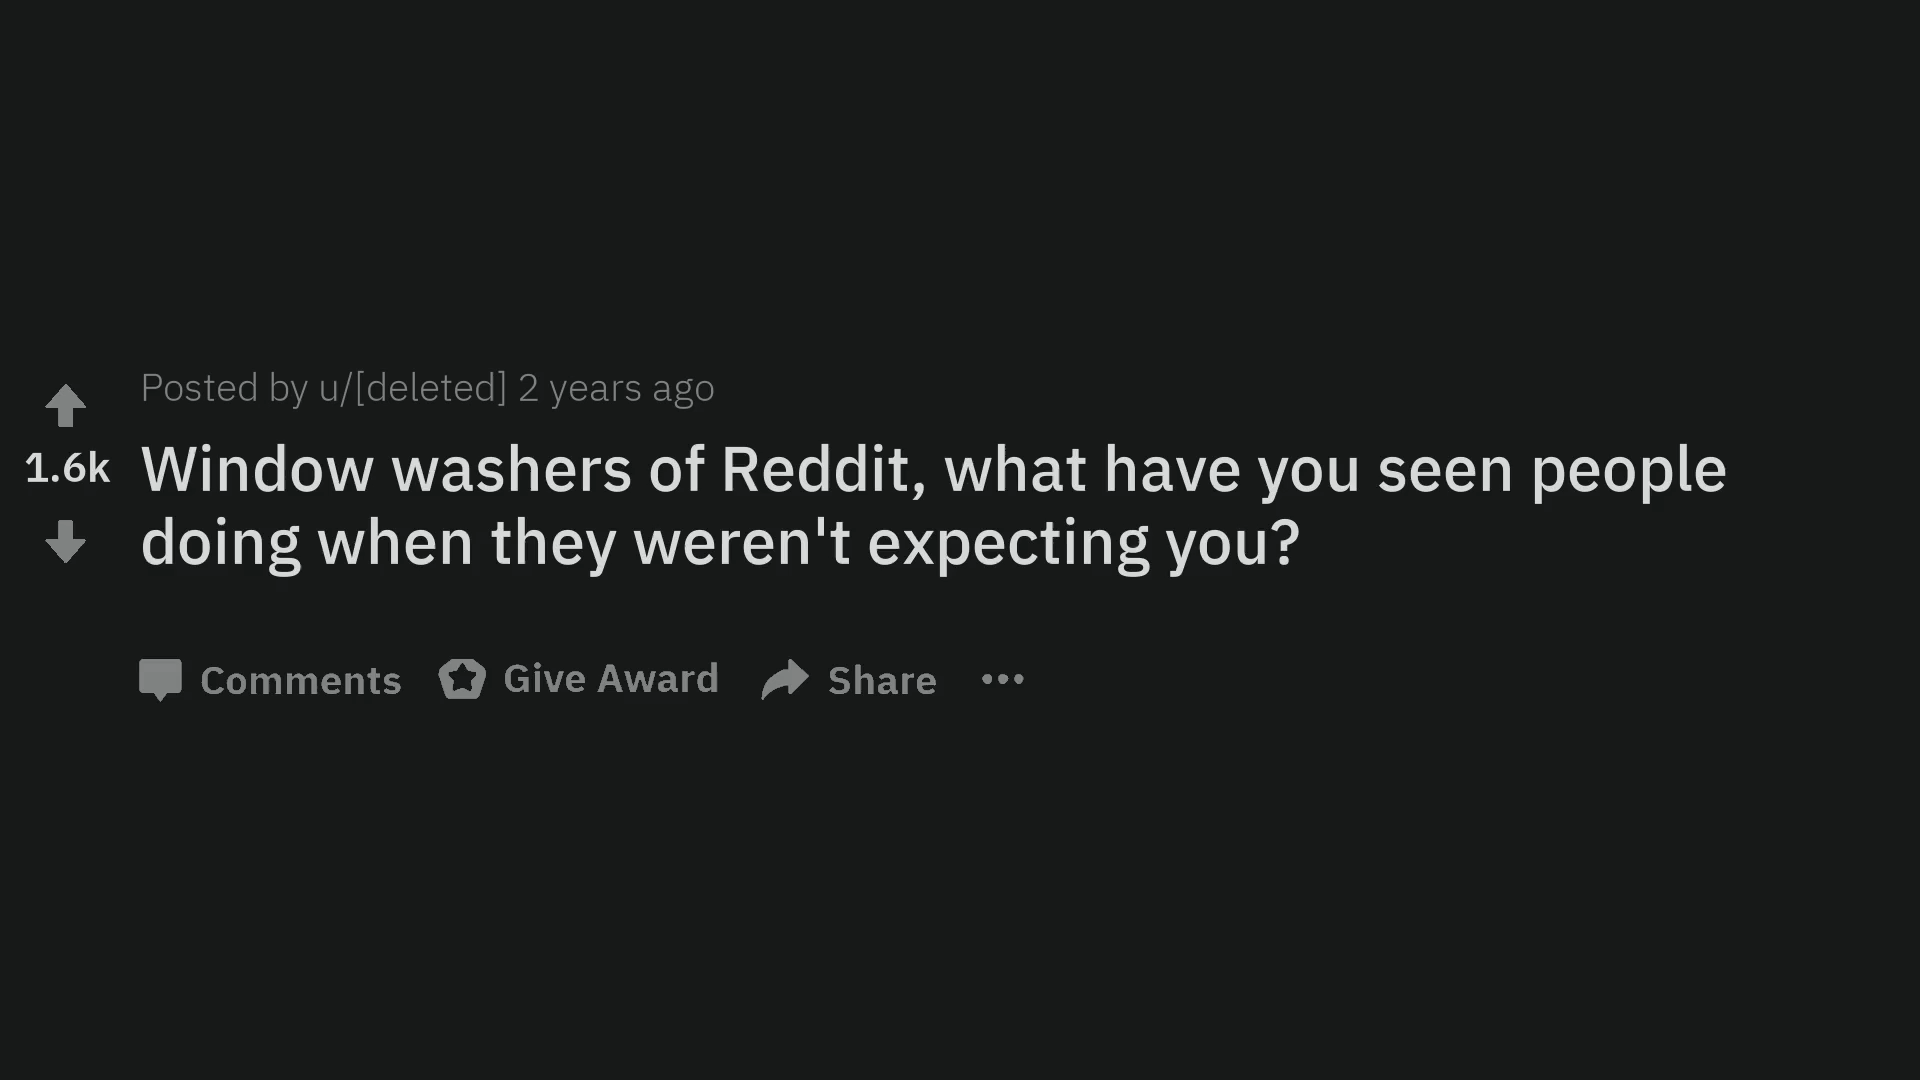 Posted by u/[deleted] 2 years ago
1.6k
Window washers of Reddit, what have you seen people
doing when they weren't expecting you?
Comments Give Award Share